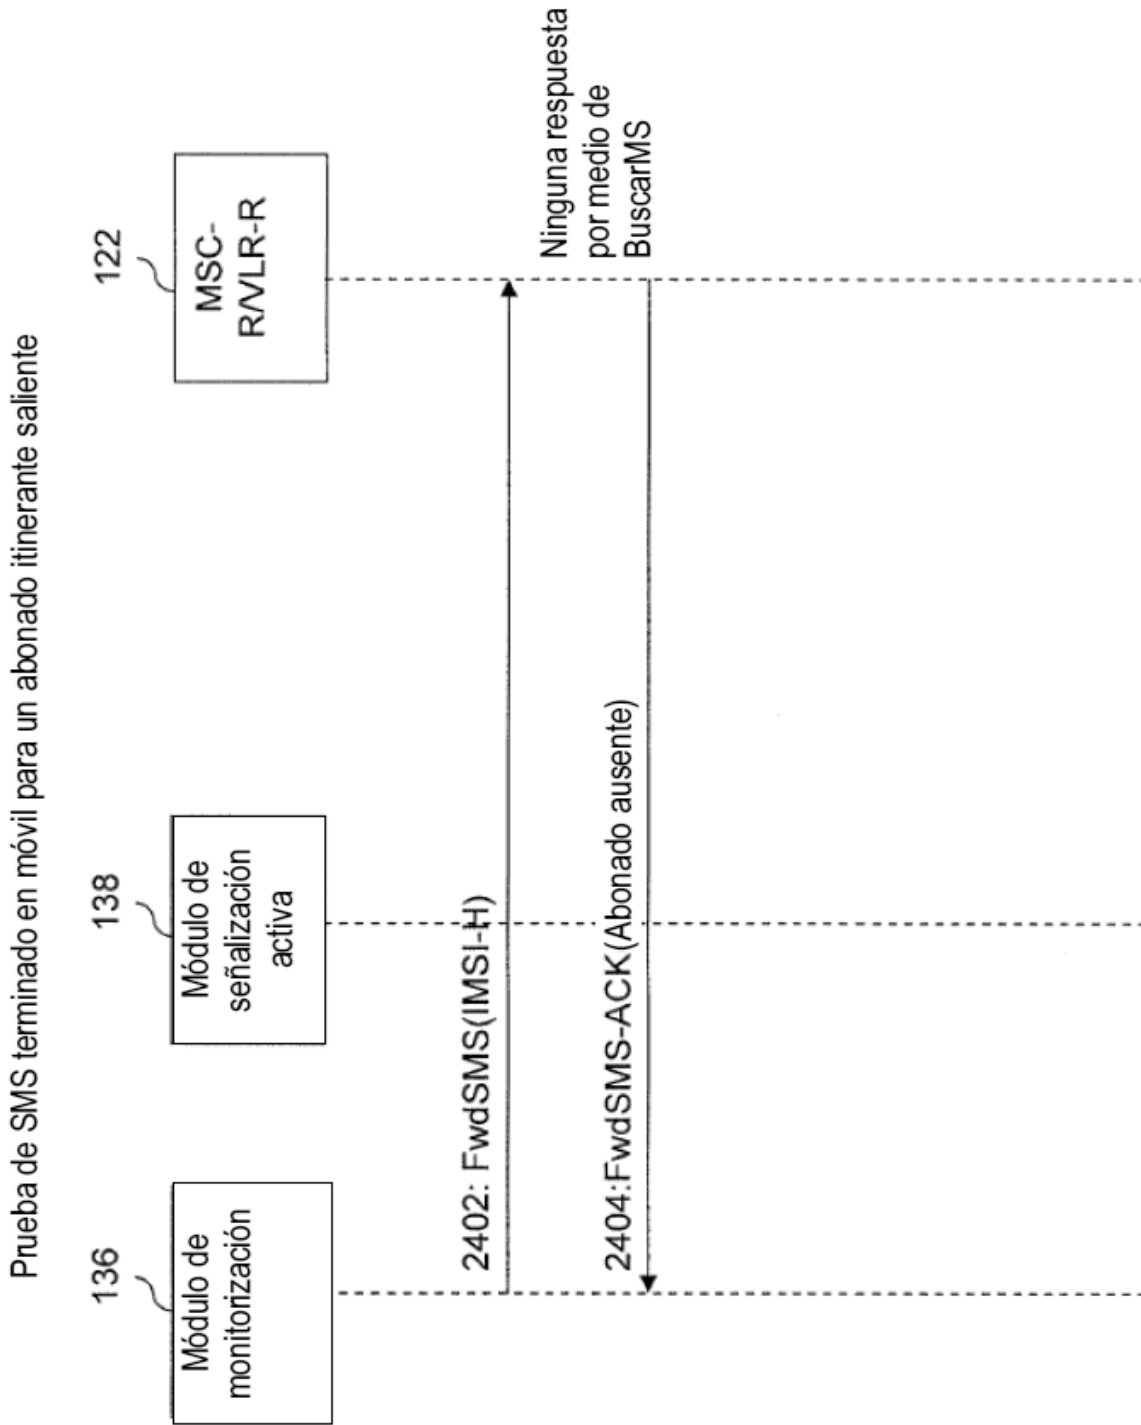 Prueba de SMS terminado en móvil para un abonado itinerante saliente
136
138
122
Módulo de
monitorización
Módulo de
señalización
activa
MSC-
R/VLR-R
2402: FwdSMS(IMSI-H)
Ninguna respuesta
por medio de
BuscarMS
2404:FwdSMS-ACK(Abonado ausente)